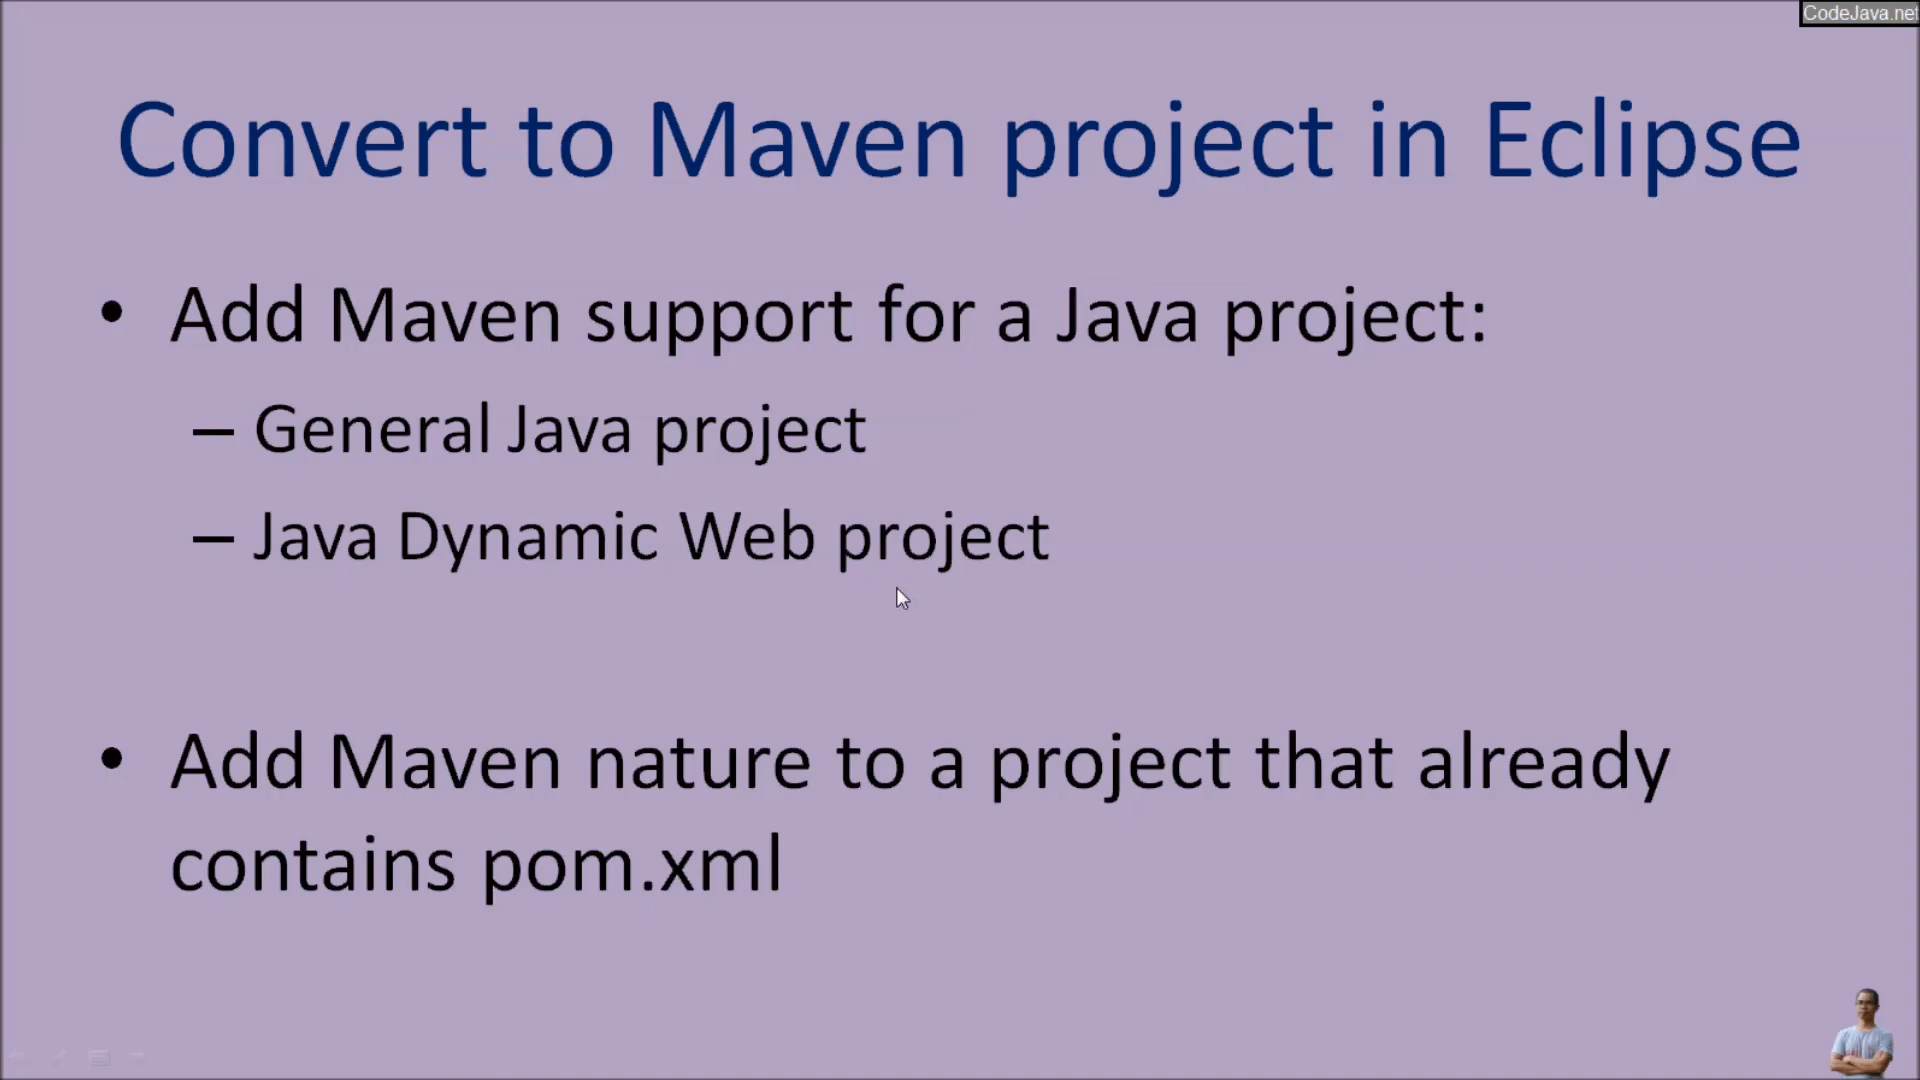 CodeJava.net
Convert to Maven project in Eclipse
• Add Maven support for a Java project:
– General Java project
– Java Dynamic Web project
• Add Maven nature to a project that already
contains pom.xml